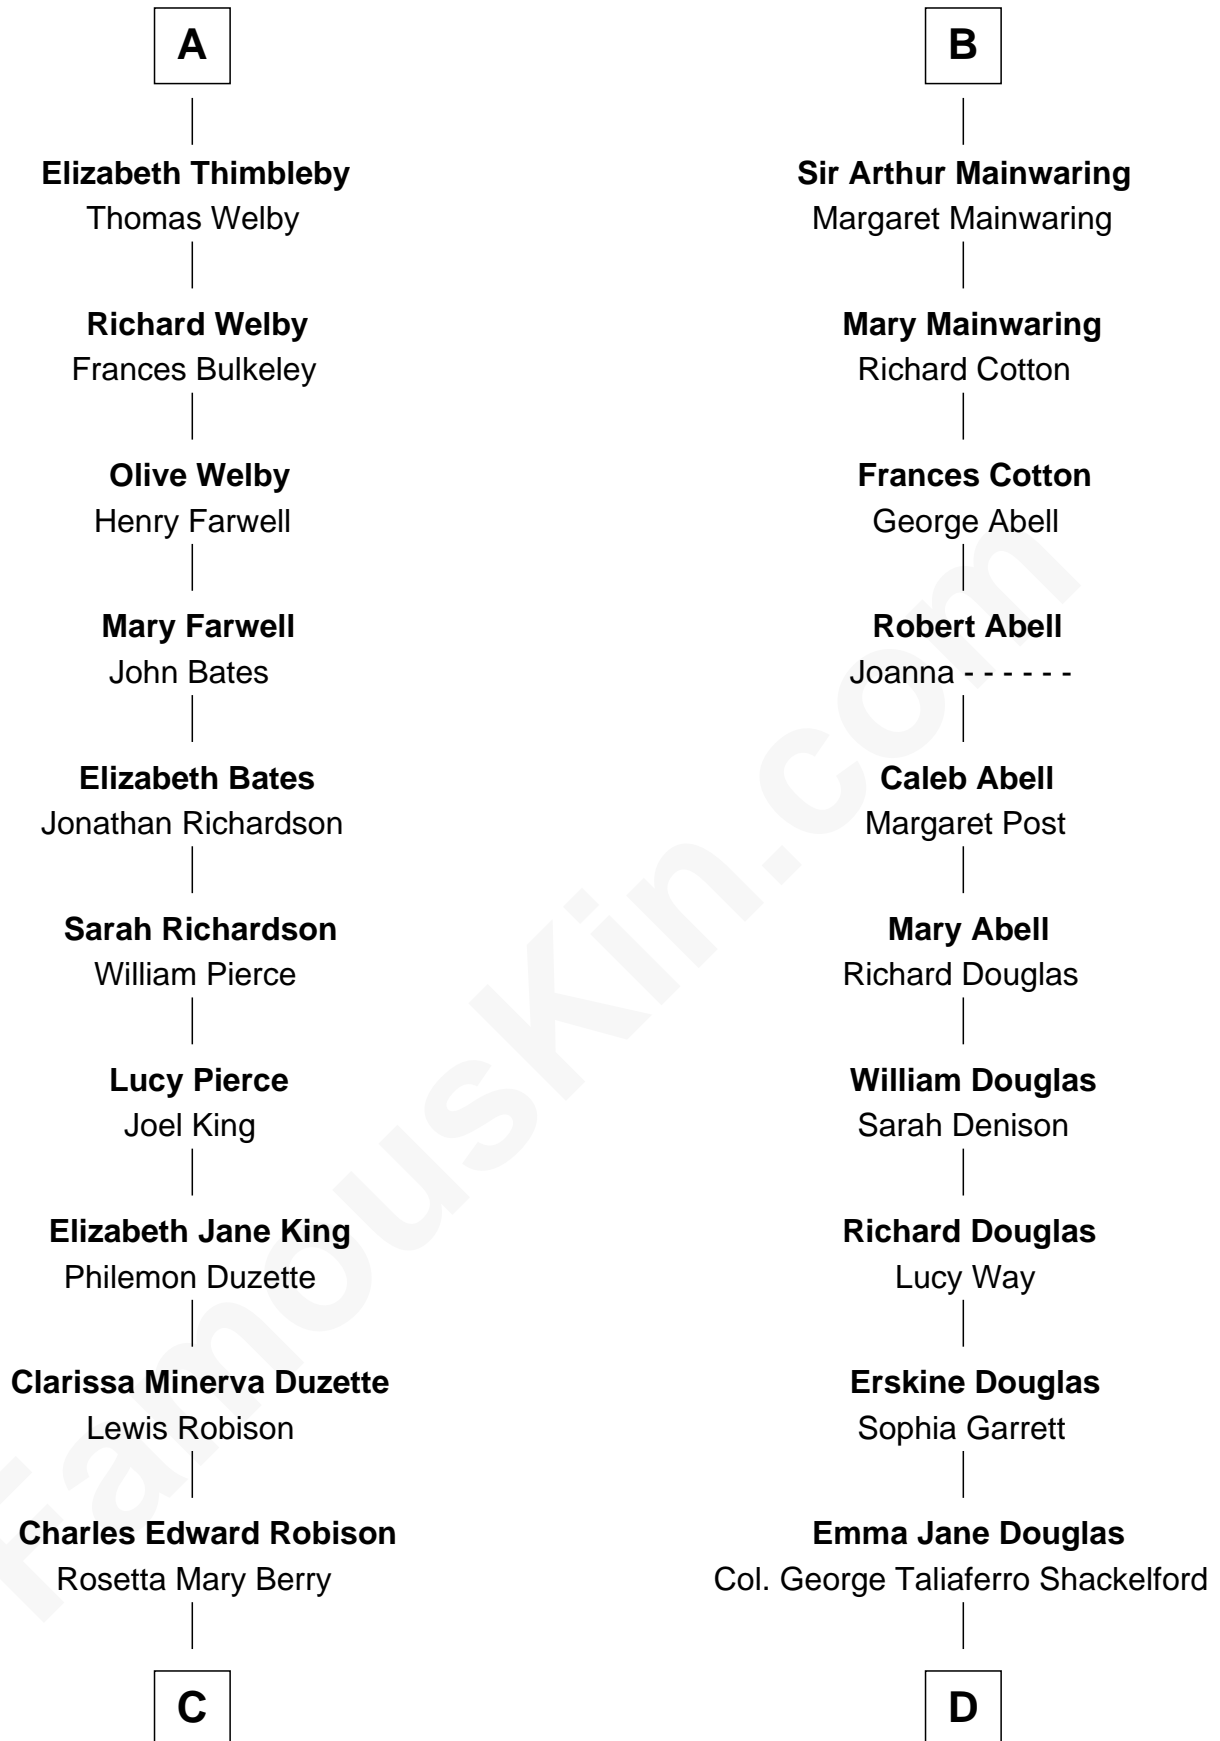 A
Elizabeth Thimbleby
Thomas Welby
Richard Welby
Frances Bulkeley
Olive Welby
Henry Farwell
Mary Farwell
John Bates
Elizabeth Bates
Jonathan Richardson
Sarah Richardson
William Pierce
Lucy Pierce
Joel King
Elizabeth Jane King
Philemon Duzette
Clarissa Minerva Duzette
Lewis Robison
Charles Edward Robison
Rosetta Mary Berry
C
B
Sir Arthur Mainwaring
Margaret Mainwaring
Mary Mainwaring
Richard Cotton
Frances Cotton
George Abell
Robert Abell
Joanna - - - - - -
Caleb Abell
Margaret Post
Mary Abell
Richard Douglas
William Douglas
Sarah Denison
Richard Douglas
Lucy Way
Erskine Douglas
Sophia Garrett
Emma Jane Douglas
Col. George Taliaferro Shackelford
D
FamousKin.com